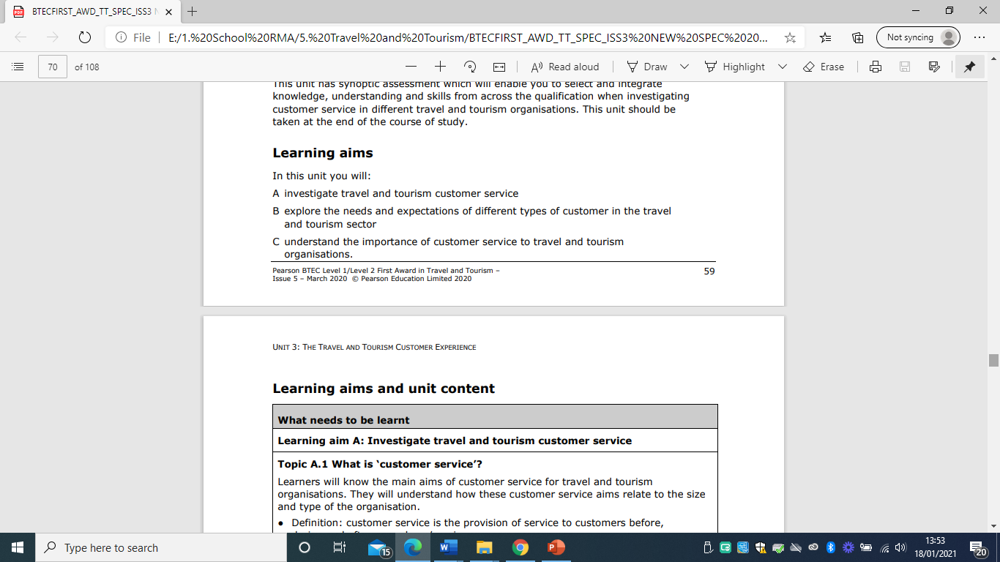 BTECFIRST_AWD_TT_SPEC_ISS3 N
File
E:/1.%20School%20RMA/5.%20Travel%20and%20Tourism/BTECFIRST_AWD_TT_SPEC_ISS3%20NEW%20SPEC%2020...
Not syncing
70 of 108
Read aloud
Draw
Highlight
Erase
This unit has synoptic assessment which will enable you to select and integrate
knowledge, understanding and skills from across the qualification when investigating
customer service in different travel and tourism organisations. This unit should be
taken at the end of the course of study.
Learning aims
In this unit you will:
A investigate travel and tourism customer service
B explore the needs and expectations of different types of customer in the travel
and tourism sector
C understand the importance of customer service to travel and tourism
organisations.
Pearson BTEC Level 1/Level 2 First Award in Travel and Tourism –
Issue 5 – March 2020 © Pearson Education Limited 2020
59
UNIT 3: THE TRAVEL AND TOURISM CUSTOMER EXPERIENCE
Learning aims and unit content
What needs to be learnt
Learning aim A: Investigate travel and tourism customer service
Topic A.1 What is ‘customer service’?
Learners will know the main aims of customer service for travel and tourism
organisations. They will understand how these customer service aims relate to the size
and type of the organisation.
● Definition: customer service is the provision of service to customers before,
Type here to search
15
13:53
18/01/2021
20